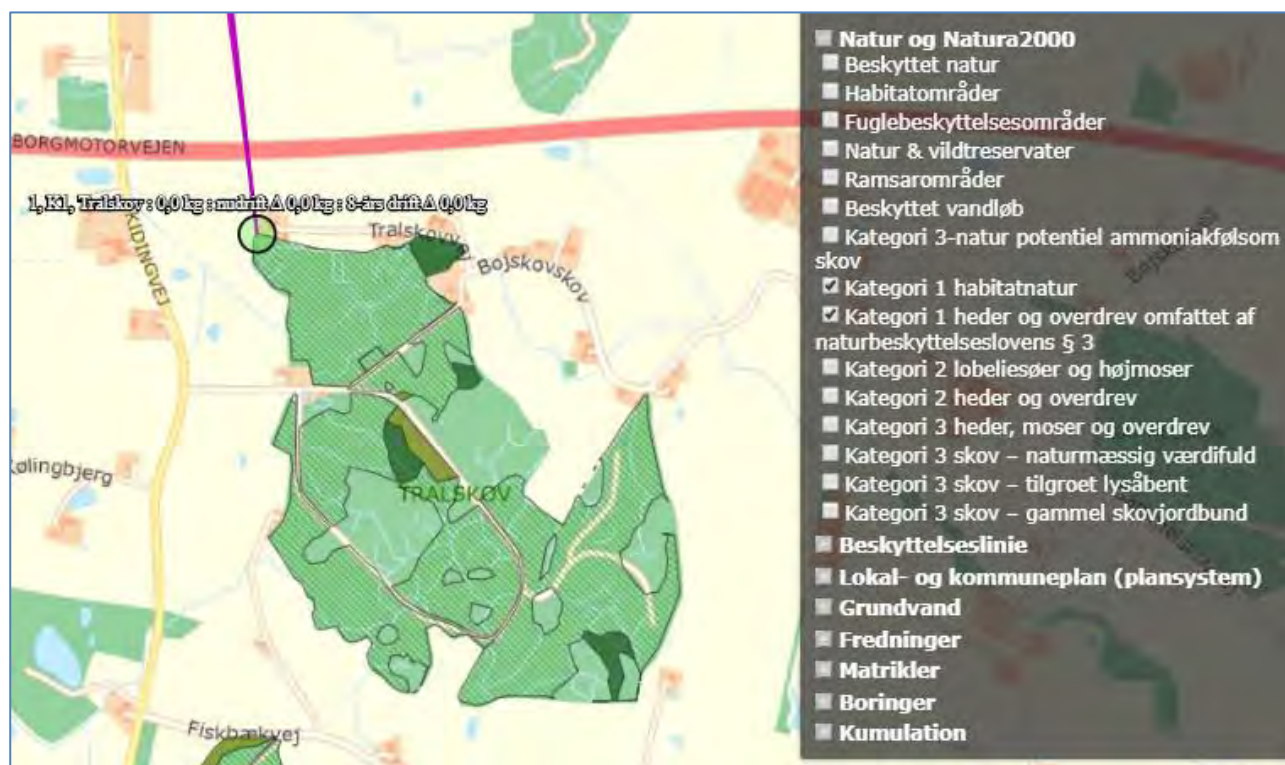 BORGMOTORVEJEN
1, K1, Tralskov : 0,0 kg : nudrift Δ 0,0 kg : 8-års drift Δ 0,0 kg
KIDINGVEJ
Tralskovvej
Bojskovskov
TRALSKOV
Fiskbækvej
Natur og Natura2000
Beskyttet natur
Habitatområder
Fuglebeskyttelsesområder
Natur & vildtreservater
Ramsarområder
Beskyttet vandløb
Kategori 3-natur potentiel ammoniakfølsom
skov
Kategori 1 habitatnatur
Kategori 1 heder og overdrev omfattet af
naturbeskyttelseslovens § 3
Kategori 2 lobeliesøer og højmoser
Kategori 2 heder og overdrev
Kategori 3 heder, moser og overdrev
Kategori 3 skov – naturmæssig værdifuld
Kategori 3 skov – tilgroet lysåbent
Kategori 3 skov – gammel skovjordbund
Beskyttelseslinie
Lokal- og kommuneplan (plansystem)
Grundvand
Fredninger
Matrikler
Boringer
Kumulation